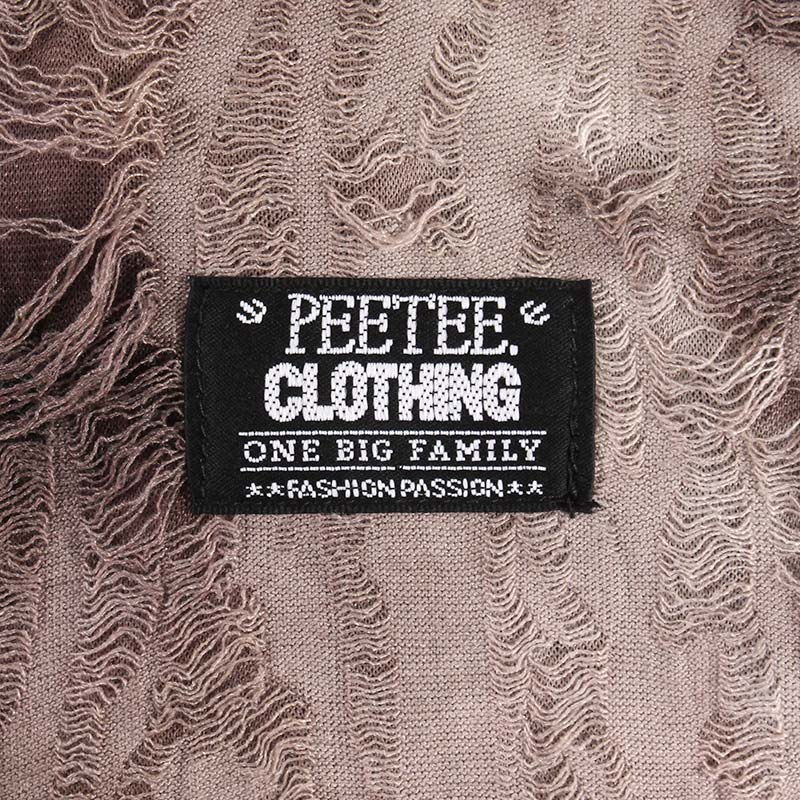 PEETEE.
CLOTHING
ONE BIG FAMILY
**FASHION PASSION**